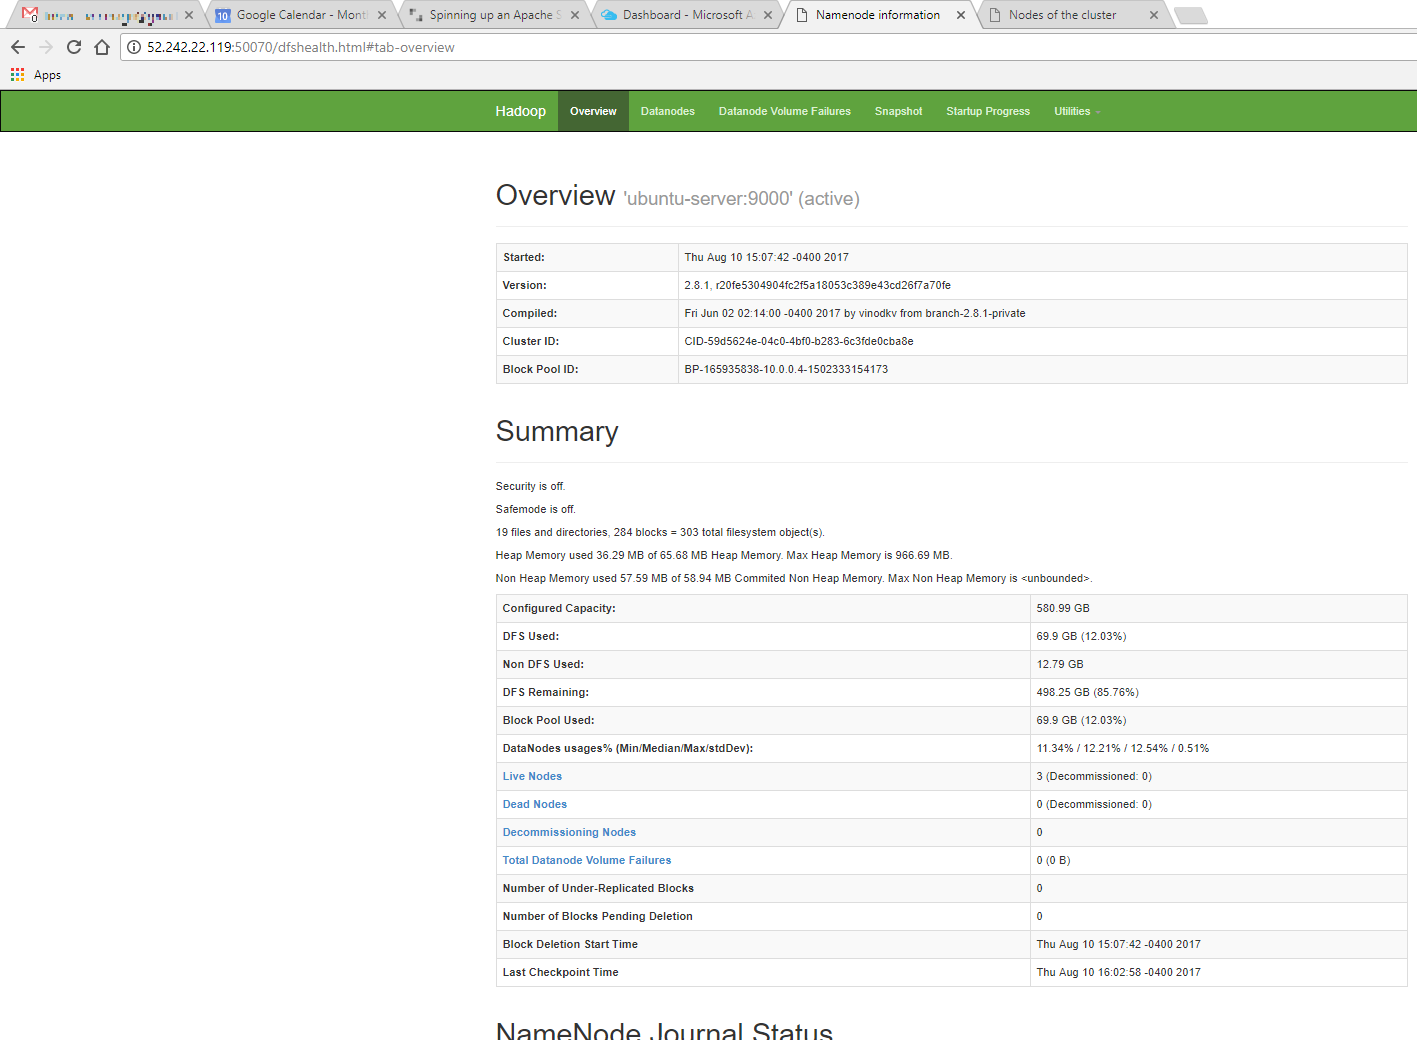 0
10 Google Calendar - Mont
Spinning up an Apache S
Dashboard - Microsoft A
Namenode information
Nodes of the cluster
52.242.22.119:50070/dfshealth.html#tab-overview
Apps
Hadoop Overview Datanodes Datanode Volume Failures Snapshot Startup Progress Utilities
Overview 'ubuntu-server:9000' (active)
Started: Thu Aug 10 15:07:42 -0400 2017
Version: 2.8.1, r20fe5304904fc2f5a18053c389e43cd26f7a70fe
Compiled: Fri Jun 02 02:14:00 -0400 2017 by vinodkv from branch-2.8.1-private
Cluster ID: CID-59d5624e-04c0-4bf0-b283-6c3fde0cba8e
Block Pool ID: BP-165935838-10.0.0.4-1502333154173
Summary
Security is off.
Safemode is off.
19 files and directories, 284 blocks = 303 total filesystem object(s).
Heap Memory used 36.29 MB of 65.68 MB Heap Memory. Max Heap Memory is 966.69 MB.
Non Heap Memory used 57.59 MB of 58.94 MB Commited Non Heap Memory. Max Non Heap Memory is <unbounded>.
Configured Capacity: 580.99 GB
DFS Used: 69.9 GB (12.03%)
Non DFS Used: 12.79 GB
DFS Remaining: 498.25 GB (85.76%)
Block Pool Used: 69.9 GB (12.03%)
DataNodes usages% (Min/Median/Max/stdDev): 11.34% / 12.21% / 12.54% / 0.51%
Live Nodes 3 (Decommissioned: 0)
Dead Nodes 0 (Decommissioned: 0)
Decommissioning Nodes 0
Total Datanode Volume Failures 0 (0 B)
Number of Under-Replicated Blocks 0
Number of Blocks Pending Deletion 0
Block Deletion Start Time Thu Aug 10 15:07:42 -0400 2017
Last Checkpoint Time Thu Aug 10 16:02:58 -0400 2017
NameNode Journal Status